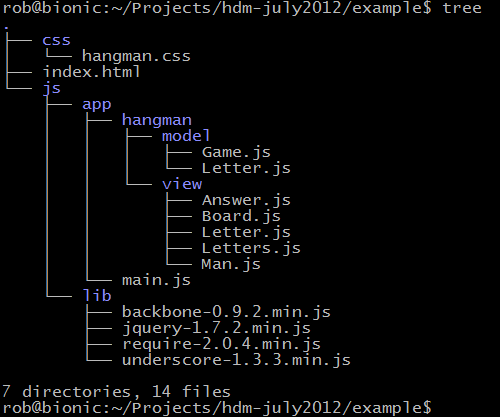 rob@bionic:~/Projects/hdm-july2012/example$ tree
.
├── css
│   └── hangman.css
├── index.html
└── js
    ├── app
    │   ├── hangman
    │   │   ├── model
    │   │   │   ├── Game.js
    │   │   │   └── Letter.js
    │   │   └── view
    │   │       ├── Answer.js
    │   │       ├── Board.js
    │   │       ├── Letter.js
    │   │       ├── Letters.js
    │   │       └── Man.js
    │   └── main.js
    └── lib
        ├── backbone-0.9.2.min.js
        ├── jquery-1.7.2.min.js
        ├── require-2.0.4.min.js
        └── underscore-1.3.3.min.js

7 directories, 14 files
rob@bionic:~/Projects/hdm-july2012/example$